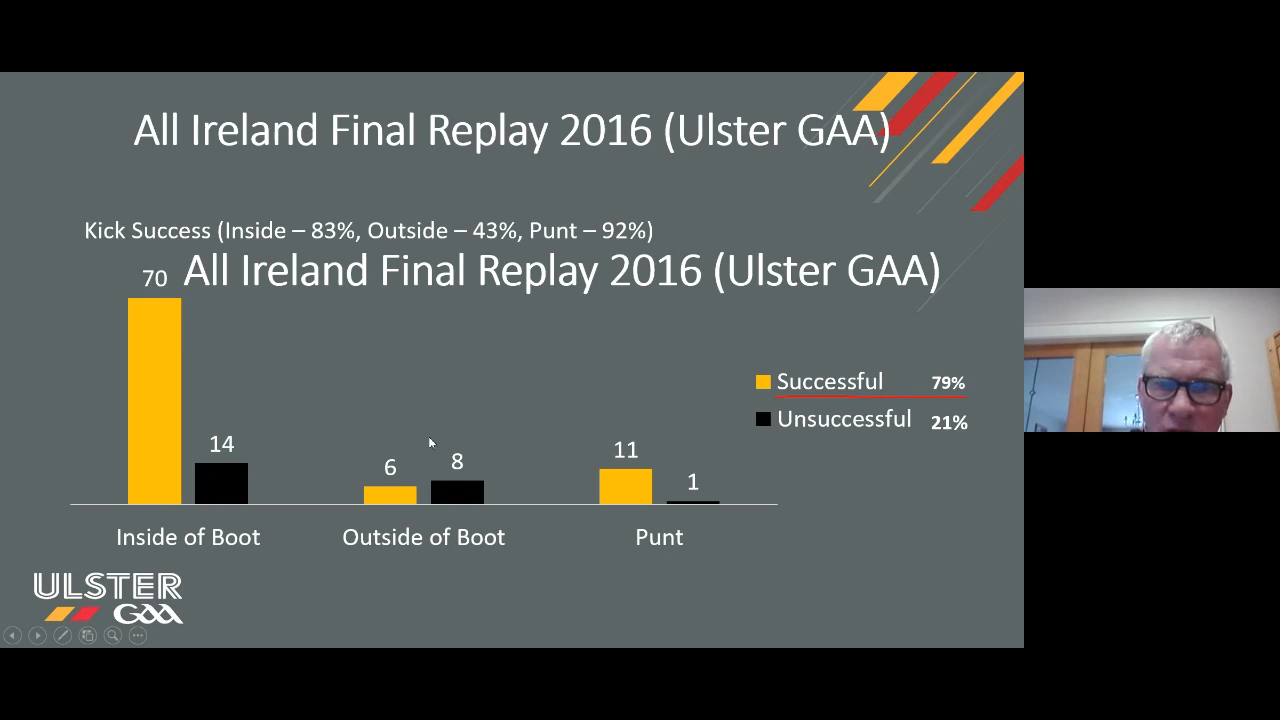 All Ireland Final Replay 2016 (Ulster GAA)
Kick Success (Inside – 83%, Outside – 43%, Punt – 92%)
All Ireland Final Replay 2016 (Ulster GAA)
70
14
6
8
11
1
Successful 79%
Unsuccessful 21%
Inside of Boot
Outside of Boot
Punt
ULSTER
GAA